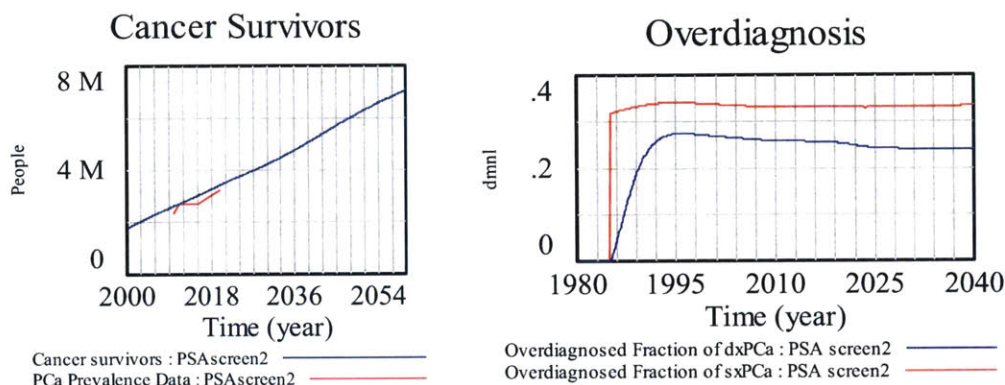 Cancer Survivors
8 M
4 M
0
People
2000 2018 2036 2054
Time (year)
Cancer survivors : PSAscreen2
PCa Prevalence Data : PSAscreen2
Overdiagnosis
.4
.2
0
dmnl
1980 1995 2010 2025 2040
Time (year)
Overdiagnosed Fraction of dxPCa : PSA screen2
Overdiagnosed Fraction of sxPCa : PSA screen2